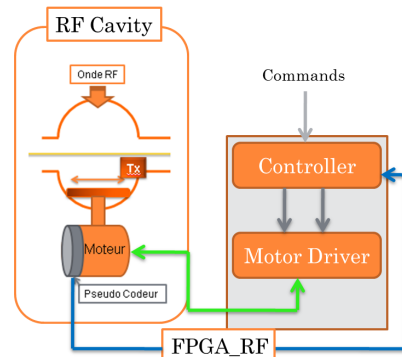 RF Cavity
Onde RF
Commands
Tx
Controller
Moteur
Motor Driver
Pseudo Codeur
FPGA_RF